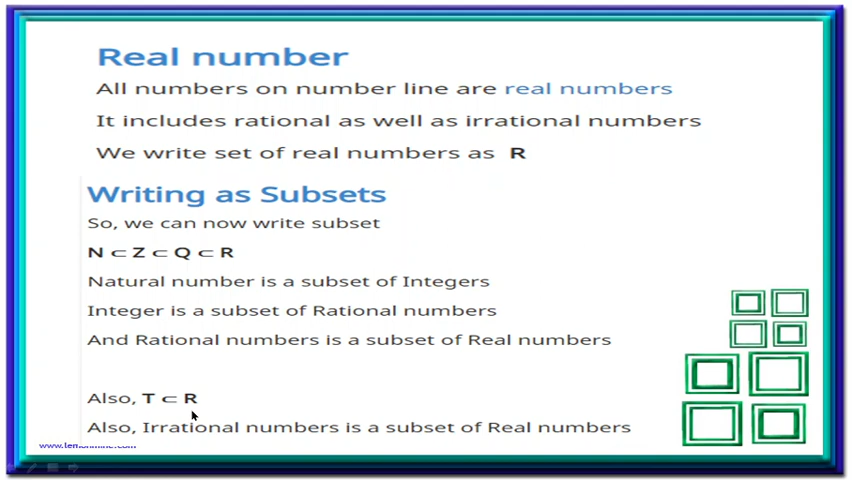 Real number
All numbers on number line are real numbers
It includes rational as well as irrational numbers
We write set of real numbers as R
Writing as Subsets
So, we can now write subset
N ⊂ Z ⊂ Q ⊂ R
Natural number is a subset of Integers
Integer is a subset of Rational numbers
And Rational numbers is a subset of Real numbers
Also, T ⊂ R
Also, Irrational numbers is a subset of Real numbers